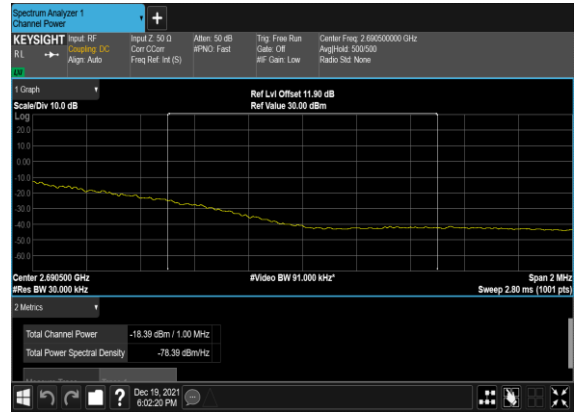 Spectrum Analyzer 1
Channel Power
+
KEYSIGHT Input: RF Input Z: 50 Ω Atten: 50 dB Trig: Free Run Center Freq: 2.690500000 GHz
RL Coupling: DC Corr CCorr #PNO: Fast Gate: Off Avg|Hold: 500/500
Align: Auto Freq Ref: Int (S) #IF Gain: Low Radio Std: None
LW
1 Graph
Ref Lvl Offset 11.90 dB
Scale/Div 10.0 dB Ref Value 30.00 dBm
Log
20.0
10.0
0.00
-10.0
-20.0
-30.0
-40.0
-50.0
-60.0
Center 2.690500 GHz #Video BW 91.000 kHz* Span 2 MHz
#Res BW 30.000 kHz Sweep 2.80 ms (1001 pts)
2 Metrics
Total Channel Power -18.39 dBm / 1.00 MHz
Total Power Spectral Density -78.39 dBm/Hz
?
Dec 19, 2021
6:02:20 PM